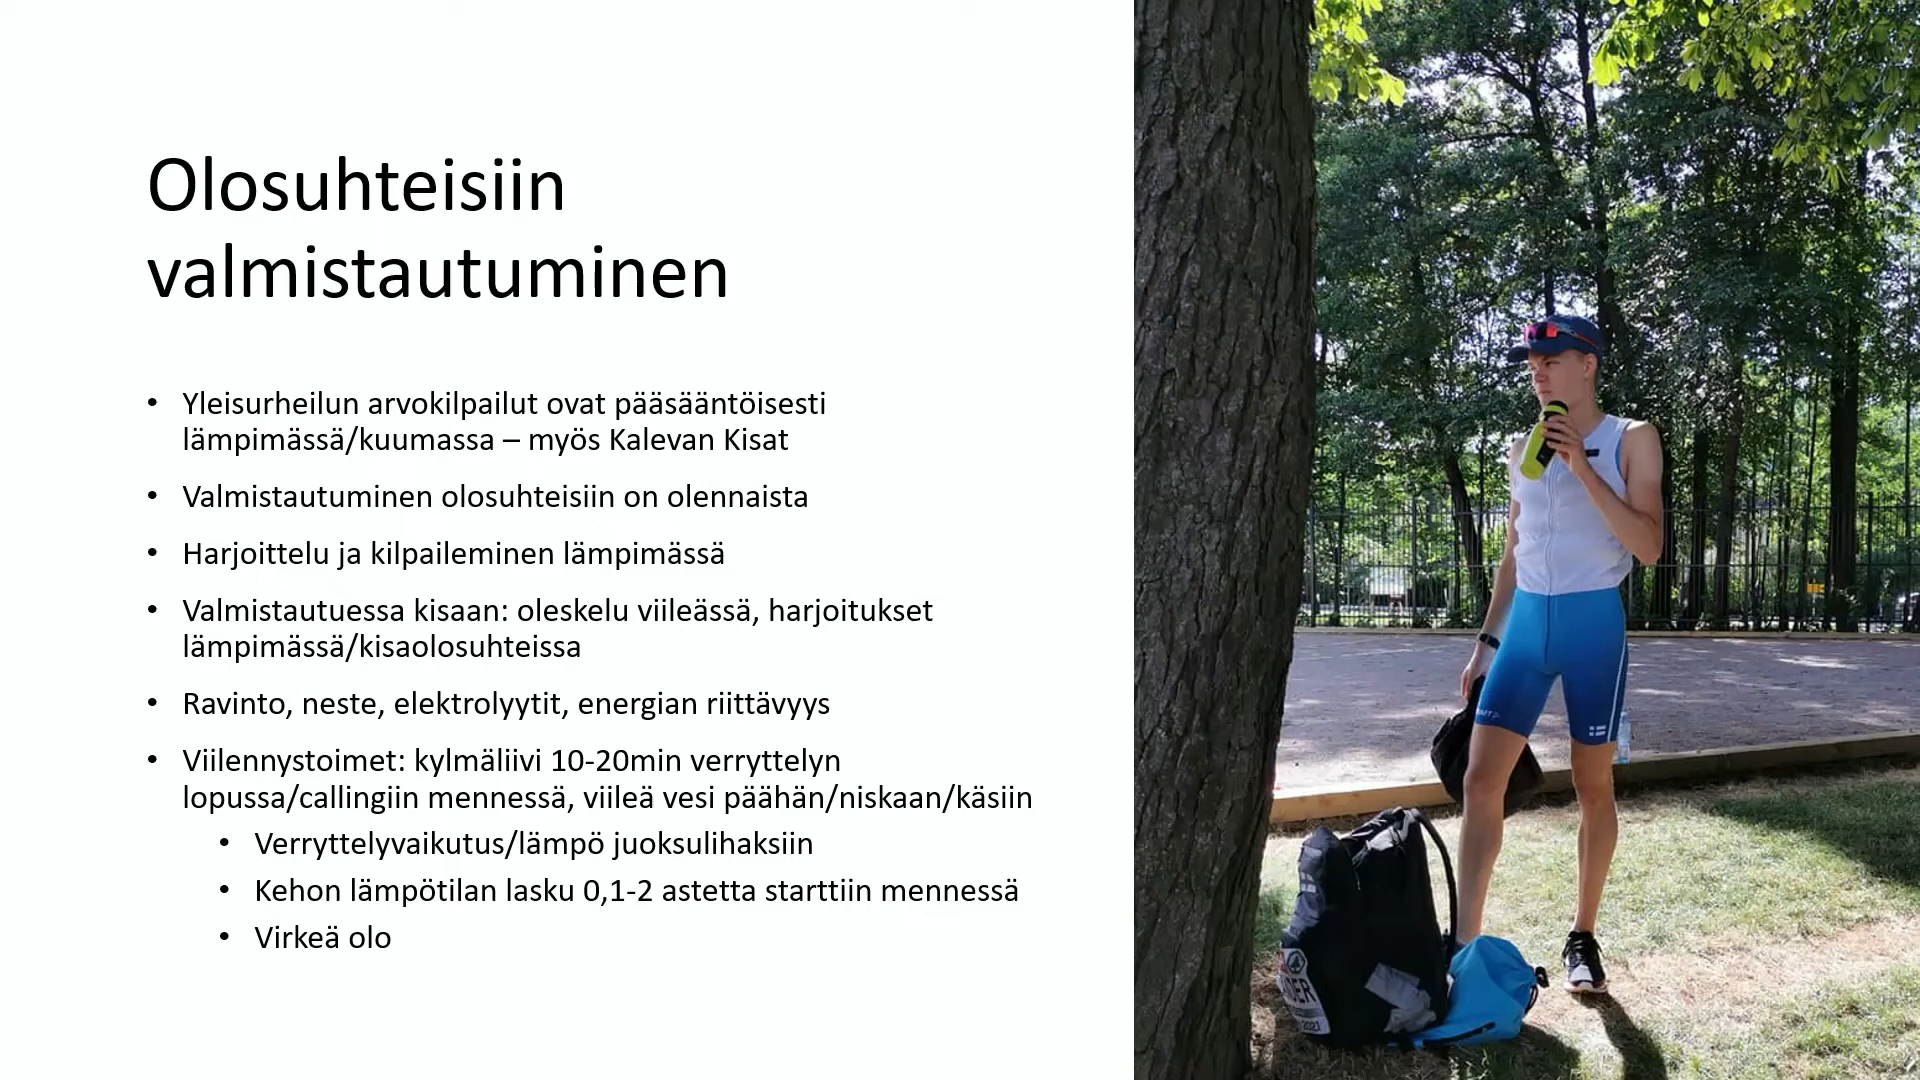 Olosuhteisiin
valmistautuminen
• Yleisurheilun arvokilpailut ovat pääsääntöisesti
lämpimässä/kuumassa – myös Kalevan Kisat
• Valmistautuminen olosuhteisiin on olennaista
• Harjoittelu ja kilpaileminen lämpimässä
• Valmistautuessa kisaan: oleskelu viileässä, harjoitukset
lämpimässä/kisaolosuhteissa
• Ravinto, neste, elektrolyytit, energian riittävyys
• Viilennystoimet: kylmäliivi 10-20min verryttelyn
lopussa/callingiin mennessä, viileä vesi päähän/niskaan/käsiin
• Verryttelyvaikutus/lämpö juoksulihaksiin
• Kehon lämpötilan lasku 0,1-2 astetta starttiin mennessä
• Virkeä olo